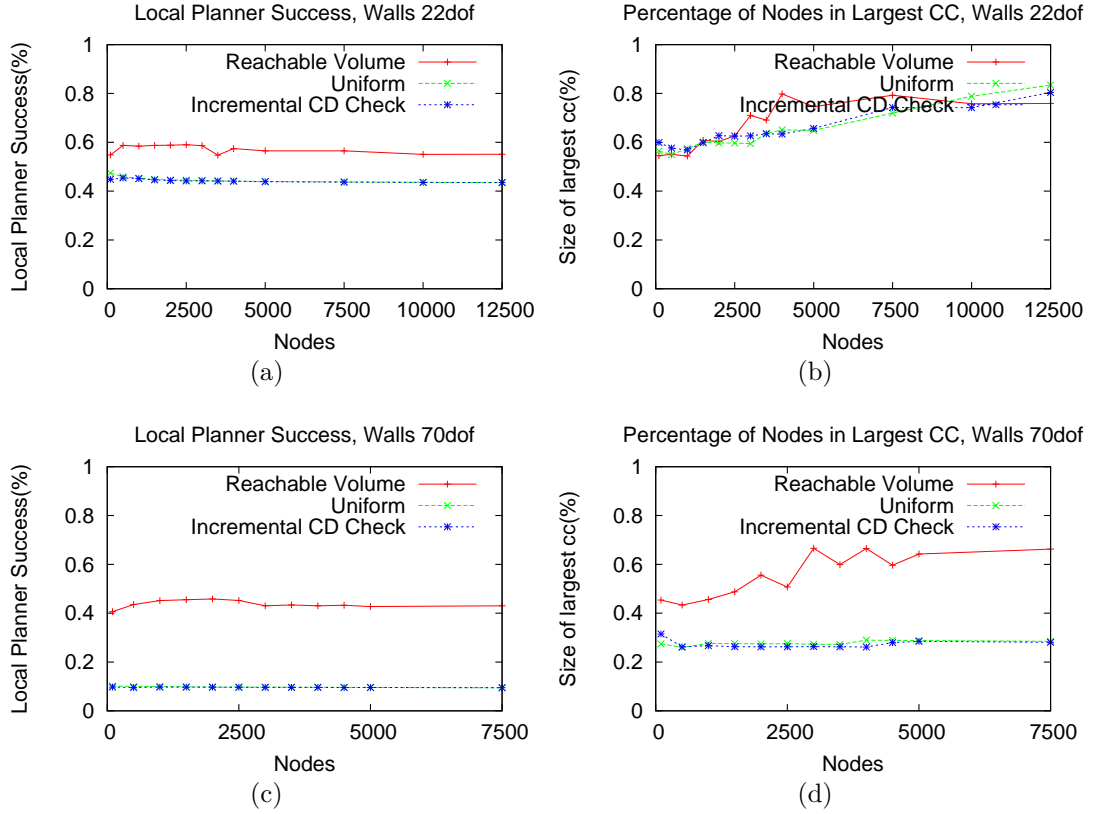 Local Planner Success, Walls 22dof
Local Planner Success(%)
1
0.8
0.6
0.4
0.2
0
Reachable Volume
Uniform
Incremental CD Check
0 2500 5000 7500 10000 12500
Nodes
(a)
Percentage of Nodes in Largest CC, Walls 22dof
Size of largest cc(%)
1
0.8
0.6
0.4
0.2
0
Reachable Volume
Uniform
Incremental CD Check
0 2500 5000 7500 10000 12500
Nodes
(b)
Local Planner Success, Walls 70dof
Local Planner Success(%)
1
0.8
0.6
0.4
0.2
0
Reachable Volume
Uniform
Incremental CD Check
0 2500 5000 7500
Nodes
(c)
Percentage of Nodes in Largest CC, Walls 70dof
Size of largest cc(%)
1
0.8
0.6
0.4
0.2
0
Reachable Volume
Uniform
Incremental CD Check
0 2500 5000 7500
Nodes
(d)